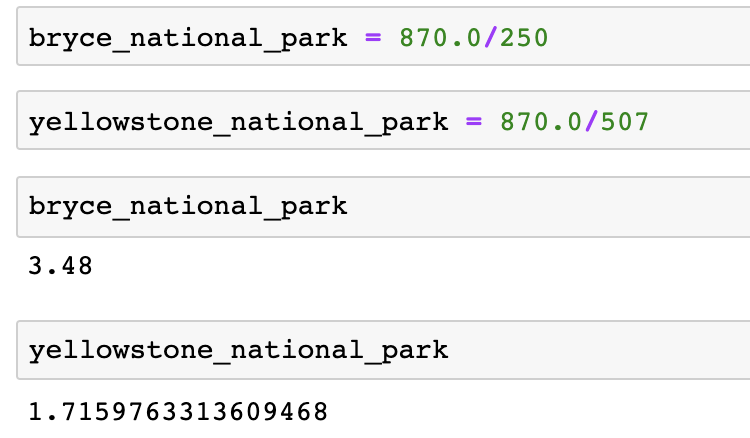 bryce_national_park = 870.0/250
yellowstone_national_park = 870.0/507
bryce_national_park
3.48
yellowstone_national_park
1.7159763313609468